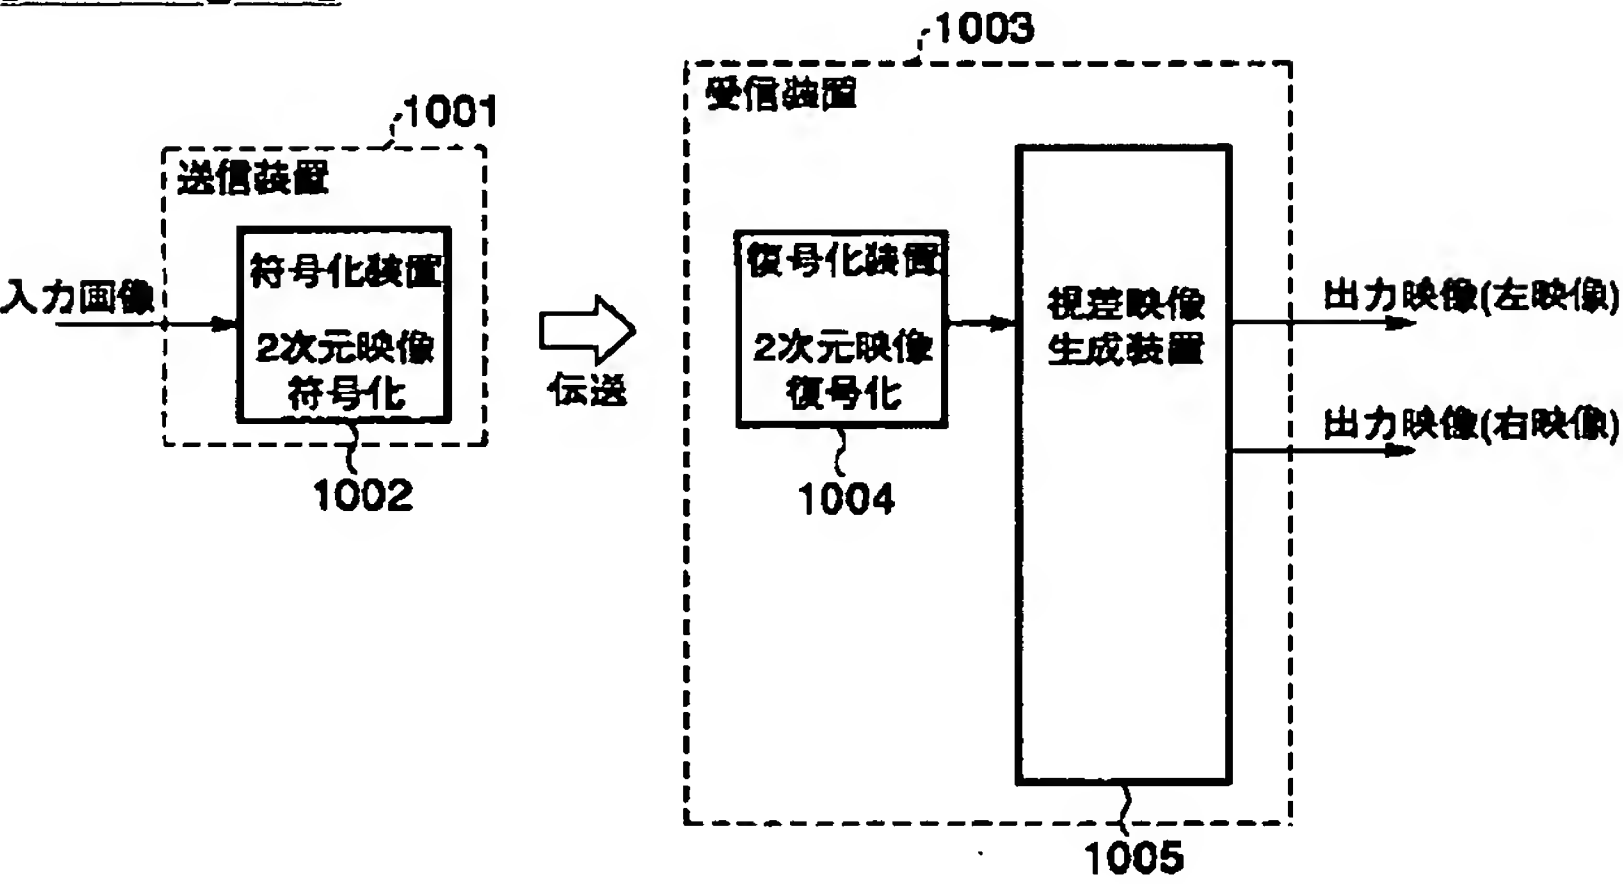 1003
受信装置
1001
送信装置
符号化装置
2次元映像
符号化
入力画像
1002
伝送
復号化装置
2次元映像
復号化
1004
視差映像
生成装置
1005
出力映像(左映像)
出力映像(右映像)